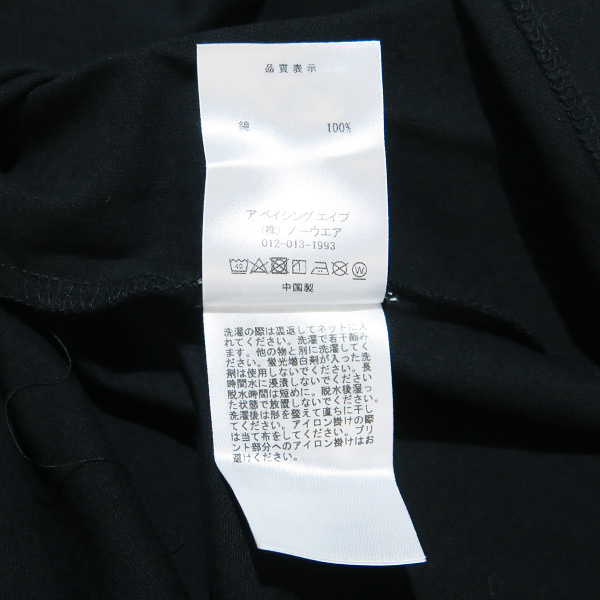 品質表示
綿 100%
ア ベイシング エイプ
(株) ノーウエア
012-013-1993
40 W
中国製
洗濯の際は裏返してネットに入
れてください。洗濯で若干縮み
ます。他の物と別に洗濯してく
ださい。蛍光増白剤が入った洗
剤は使用しないでください。長
時間水に浸漬しないでください。
脱水時間は短めに。脱水後湿っ
た状態で放置しないでください。
洗濯後は形を整えて直ちに干し
てください。アイロン掛けの際
は当て布をしてください。プリ
ント部分へのアイロン掛けはお
避けください。